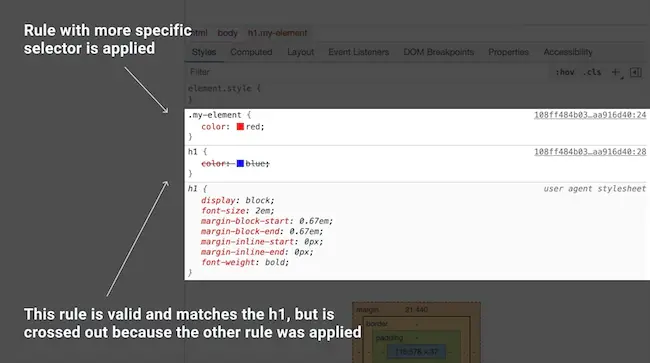 Rule with more specific
selector is applied
html body h1.my-element
Styles Computed Layout Event Listeners DOM Breakpoints Properties Accessibility
Filter :hov .cls
element.style {
}
.my-element { 108ff484b03…aa916d40:24
color: red;
}
h1 { 108ff484b03…aa916d40:28
color: blue;
}
h1 { user agent stylesheet
display: block;
font-size: 2em;
margin-block-start: 0.67em;
margin-block-end: 0.67em;
margin-inline-start: 0px;
margin-inline-end: 0px;
font-weight: bold;
}
This rule is valid and matches the h1, but is
crossed out because the other rule was applied
margin 21.440
border
padding